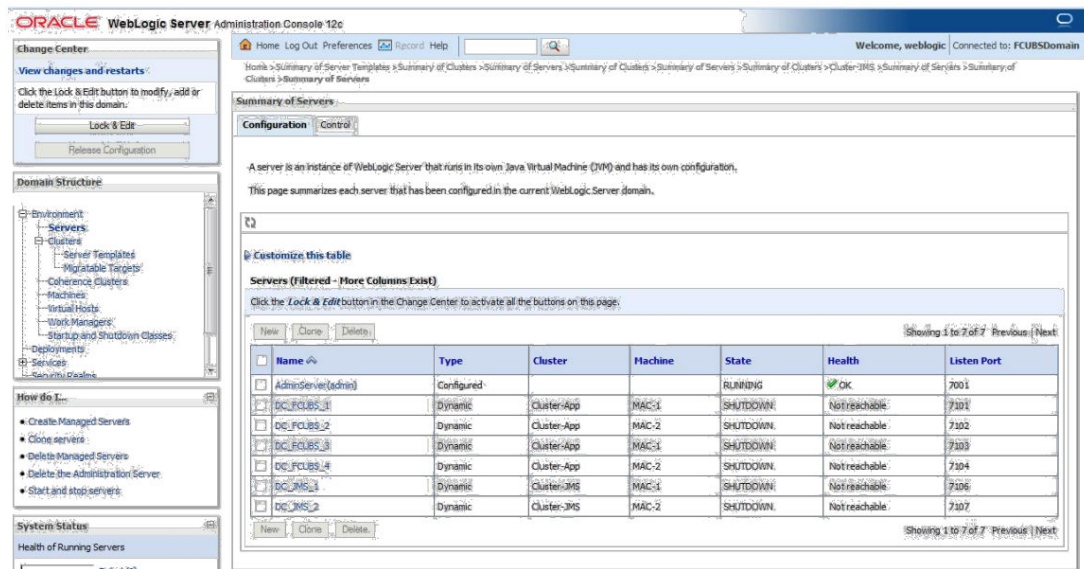 ORACLE WebLogic Server Administration Console 12c
Change Center
View changes and restarts
Click the Lock & Edit button to modify, add or
delete items in this domain.
Lock & Edit
Release Configuration
Domain Structure
Environment
Servers
Clusters
Server Templates
Migratable Targets
Coherence Clusters
Machines
Virtual Hosts
Work Managers
Startup and Shutdown Classes
Deployments
Services
Security Realms
How do I...
Create Managed Servers
Clone servers
Delete Managed Servers
Delete the Administration Server
Start and stop servers
System Status
Health of Running Servers
Home Log Out Preferences Record Help
Welcome, weblogic Connected to: FCUBSDomain
Home >Summary of Server Templates >Summary of Clusters >Summary of Servers >Summary of Clusters >Summary of Servers >Summary of Clusters >Cluster-JMS >Summary of Servers >Summary of
Clusters >Summary of Servers
Summary of Servers
Configuration Control
A server is an instance of WebLogic Server that runs in its own Java Virtual Machine (JVM) and has its own configuration.
This page summarizes each server that has been configured in the current WebLogic Server domain.
Customize this table
Servers (Filtered - More Columns Exist)
Click the Lock & Edit button in the Change Center to activate all the buttons on this page.
New Clone Delete Showing 1 to 7 of 7 Previous | Next
Name Type Cluster Machine State Health Listen Port
AdminServer(admin) Configured RUNNING OK 7001
DC_FCUBS_1 Dynamic Cluster-App MAC-1 SHUTDOWN Not reachable 7101
DC_FCUBS_2 Dynamic Cluster-App MAC-2 SHUTDOWN Not reachable 7102
DC_FCUBS_3 Dynamic Cluster-App MAC-1 SHUTDOWN Not reachable 7103
DC_FCUBS_4 Dynamic Cluster-App MAC-2 SHUTDOWN Not reachable 7104
DC_JMS_1 Dynamic Cluster-JMS MAC-1 SHUTDOWN Not reachable 7106
DC_JMS_2 Dynamic Cluster-JMS MAC-2 SHUTDOWN Not reachable 7107
New Clone Delete Showing 1 to 7 of 7 Previous | Next